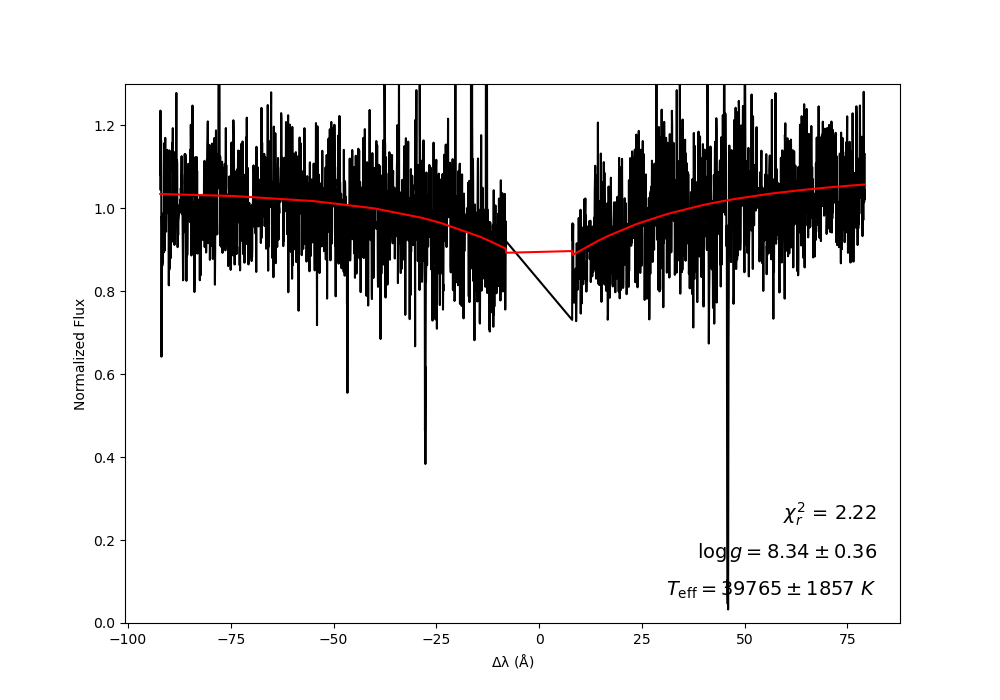 1.2
1.0
0.8
0.6
0.4
0.2
0.0
Normalized Flux
χ²ᵣ = 2.22
log g = 8.34 ± 0.36
T_eff = 39765 ± 1857 K
−100 −75 −50 −25 0 25 50 75
Δλ (Å)